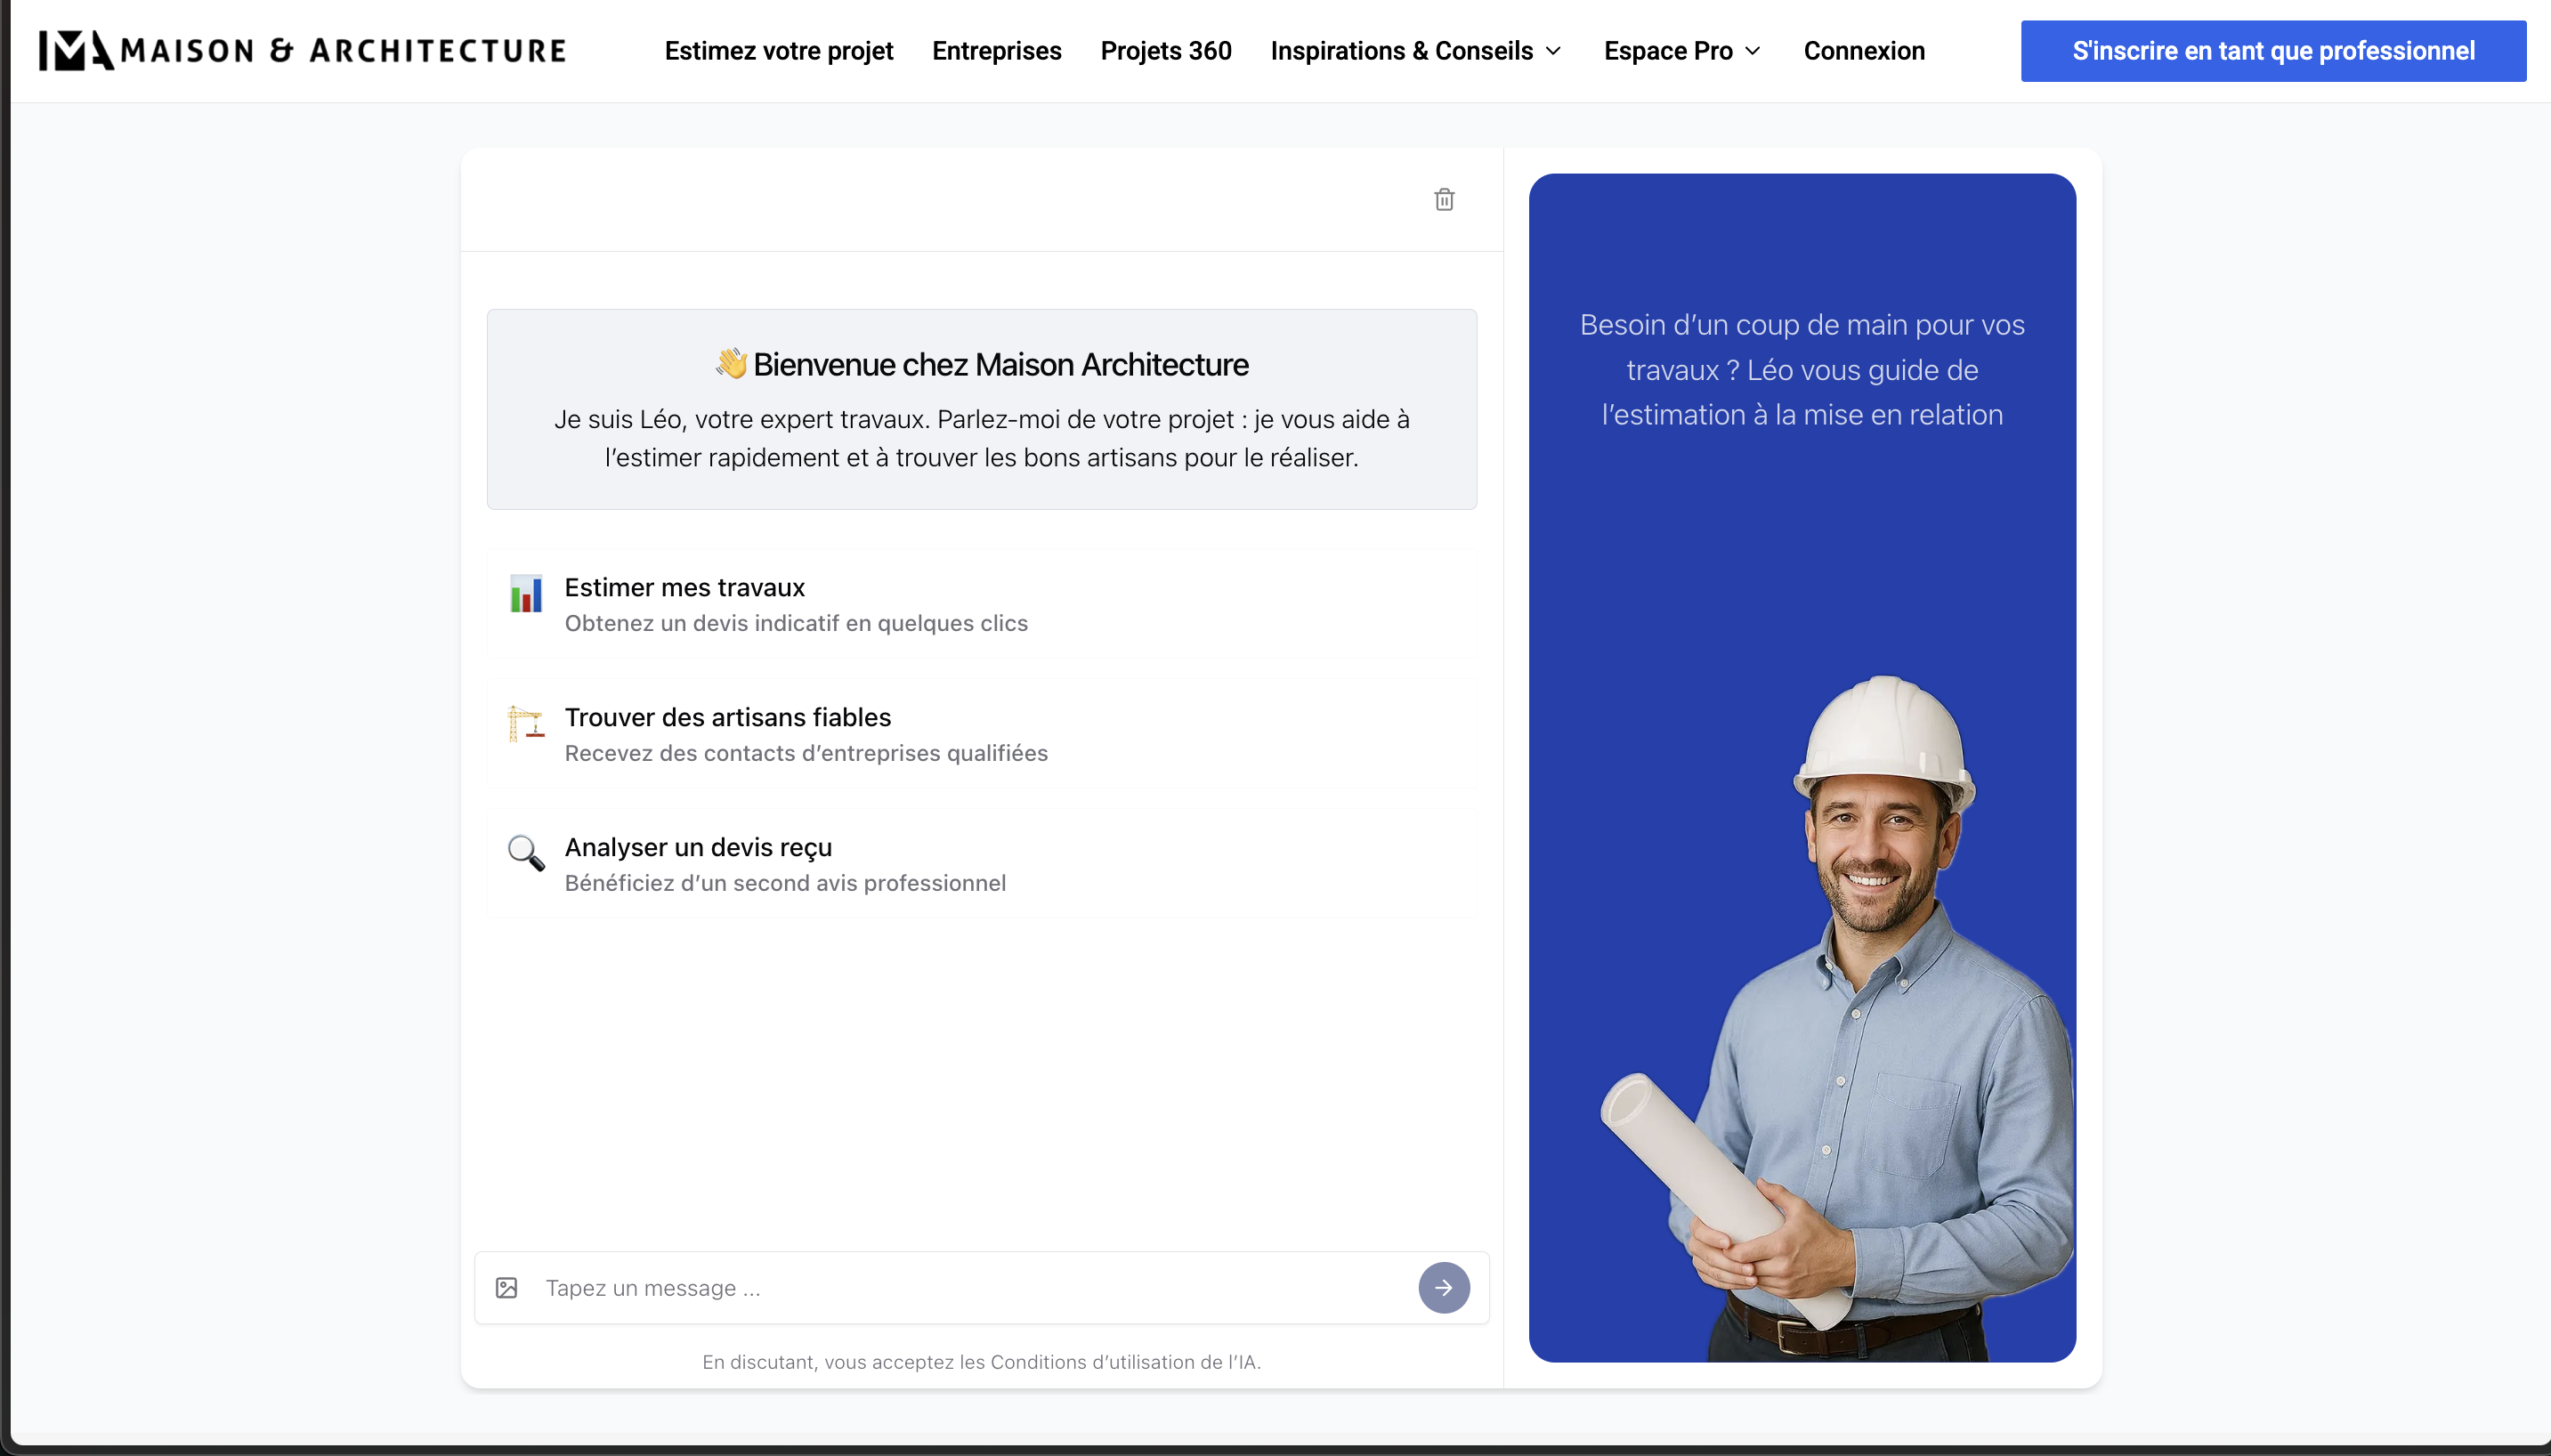 MAISON & ARCHITECTURE
Estimez votre projet
Entreprises
Projets 360
Inspirations & Conseils
Espace Pro
Connexion
S'inscrire en tant que professionnel
👋 Bienvenue chez Maison Architecture
Je suis Léo, votre expert travaux. Parlez-moi de votre projet : je vous aide à
l’estimer rapidement et à trouver les bons artisans pour le réaliser.
Estimer mes travaux
Obtenez un devis indicatif en quelques clics
Trouver des artisans fiables
Recevez des contacts d’entreprises qualifiées
Analyser un devis reçu
Bénéficiez d’un second avis professionnel
Tapez un message ...
En discutant, vous acceptez les Conditions d’utilisation de l’IA.
Besoin d’un coup de main pour vos
travaux ? Léo vous guide de
l’estimation à la mise en relation